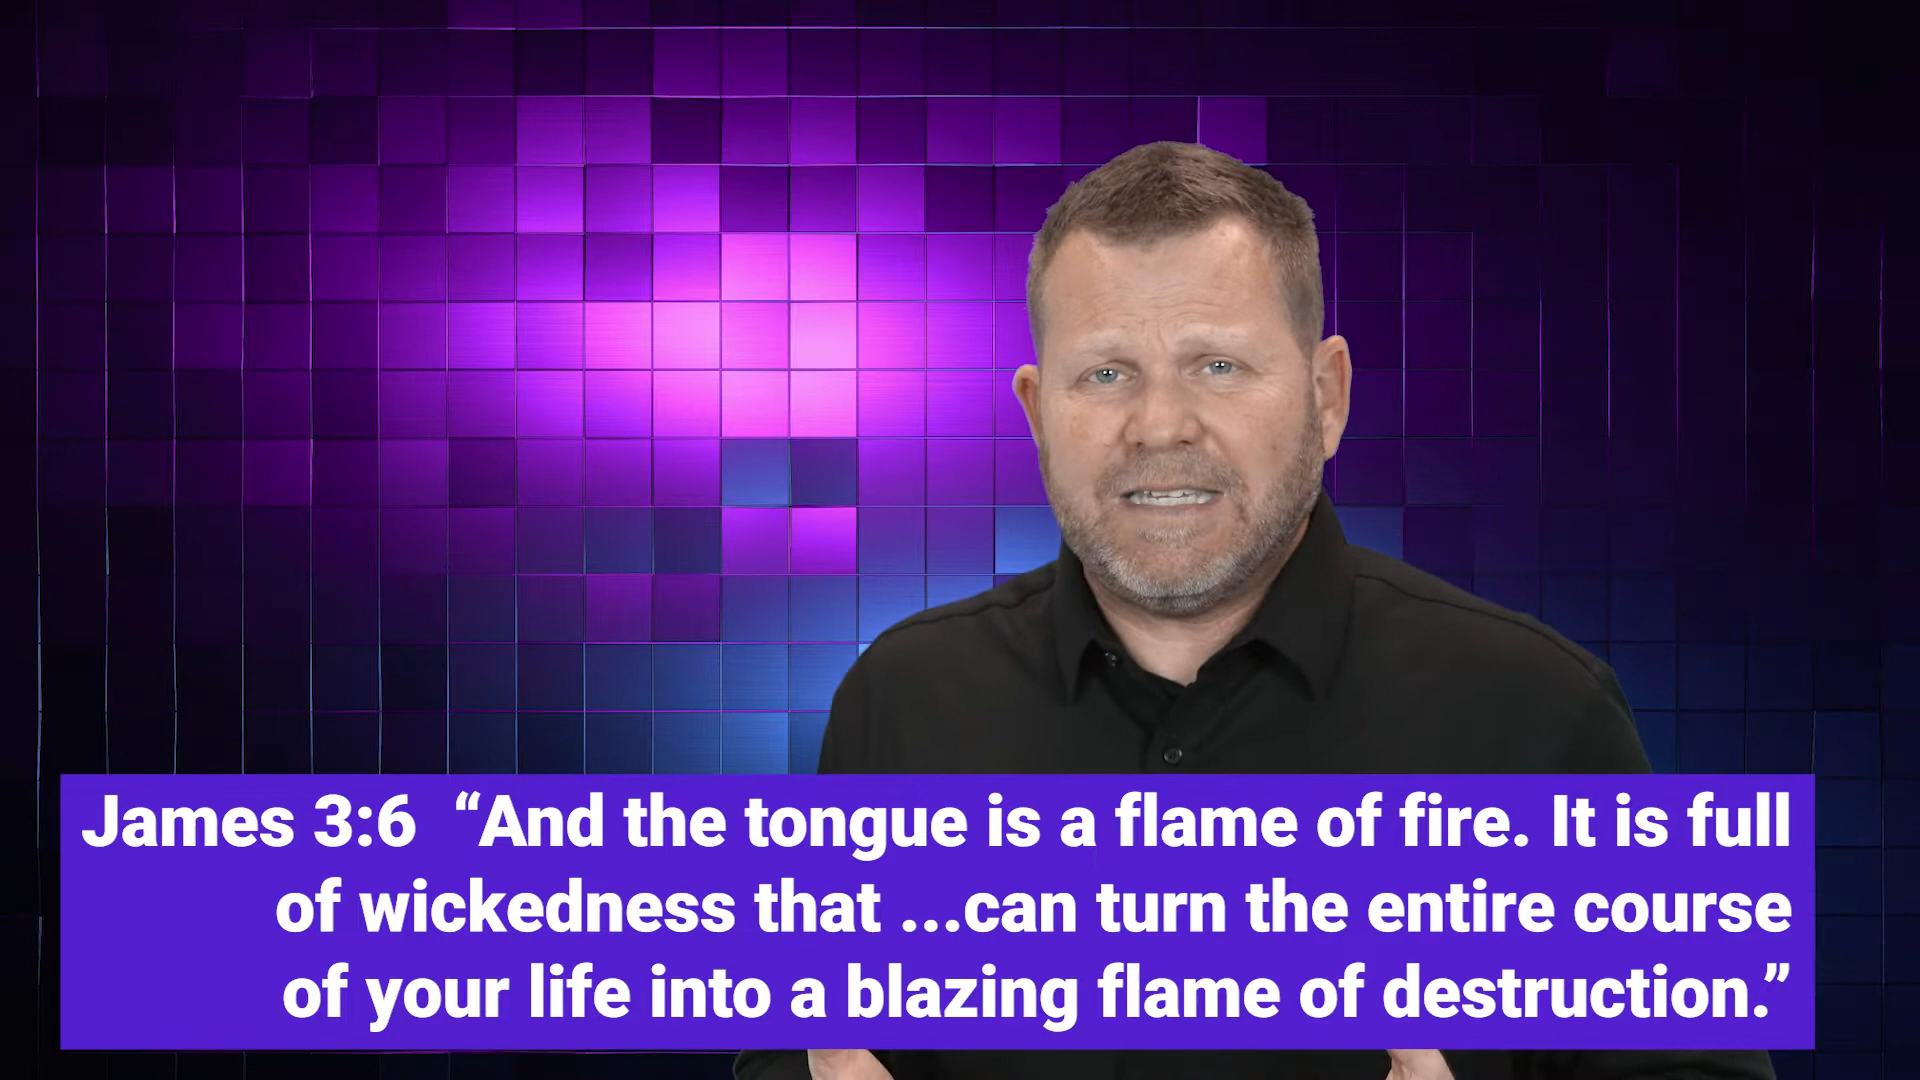 James 3:6  “And the tongue is a flame of fire. It is full
of wickedness that ...can turn the entire course
of your life into a blazing flame of destruction.”